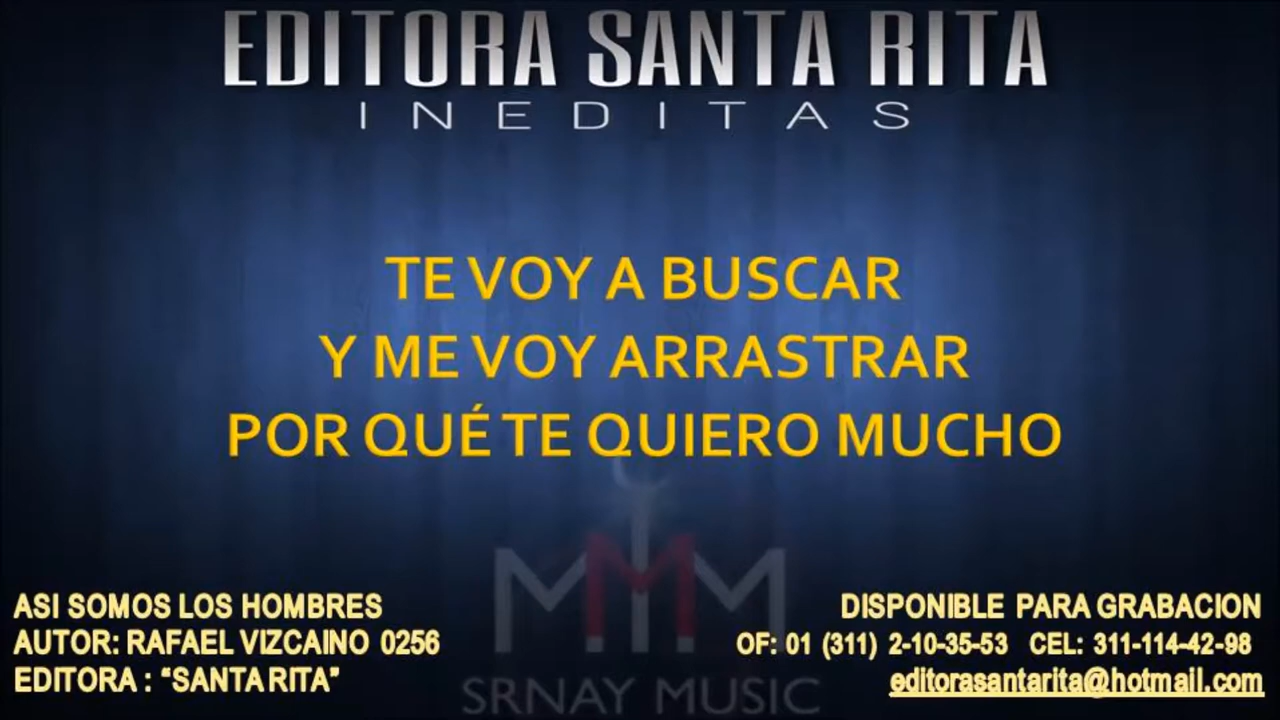 EDITORA SANTA RITA
INEDITAS
TE VOY A BUSCAR
Y ME VOY ARRASTRAR
POR QUÉ TE QUIERO MUCHO
ASI SOMOS LOS HOMBRES
AUTOR: RAFAEL VIZCAINO 0256
EDITORA : “SANTA RITA”
DISPONIBLE PARA GRABACION
OF: 01 (311) 2-10-35-53 CEL: 311-114-42-98
editorasantarita@hotmail.com
MMM
SRNAY MUSIC